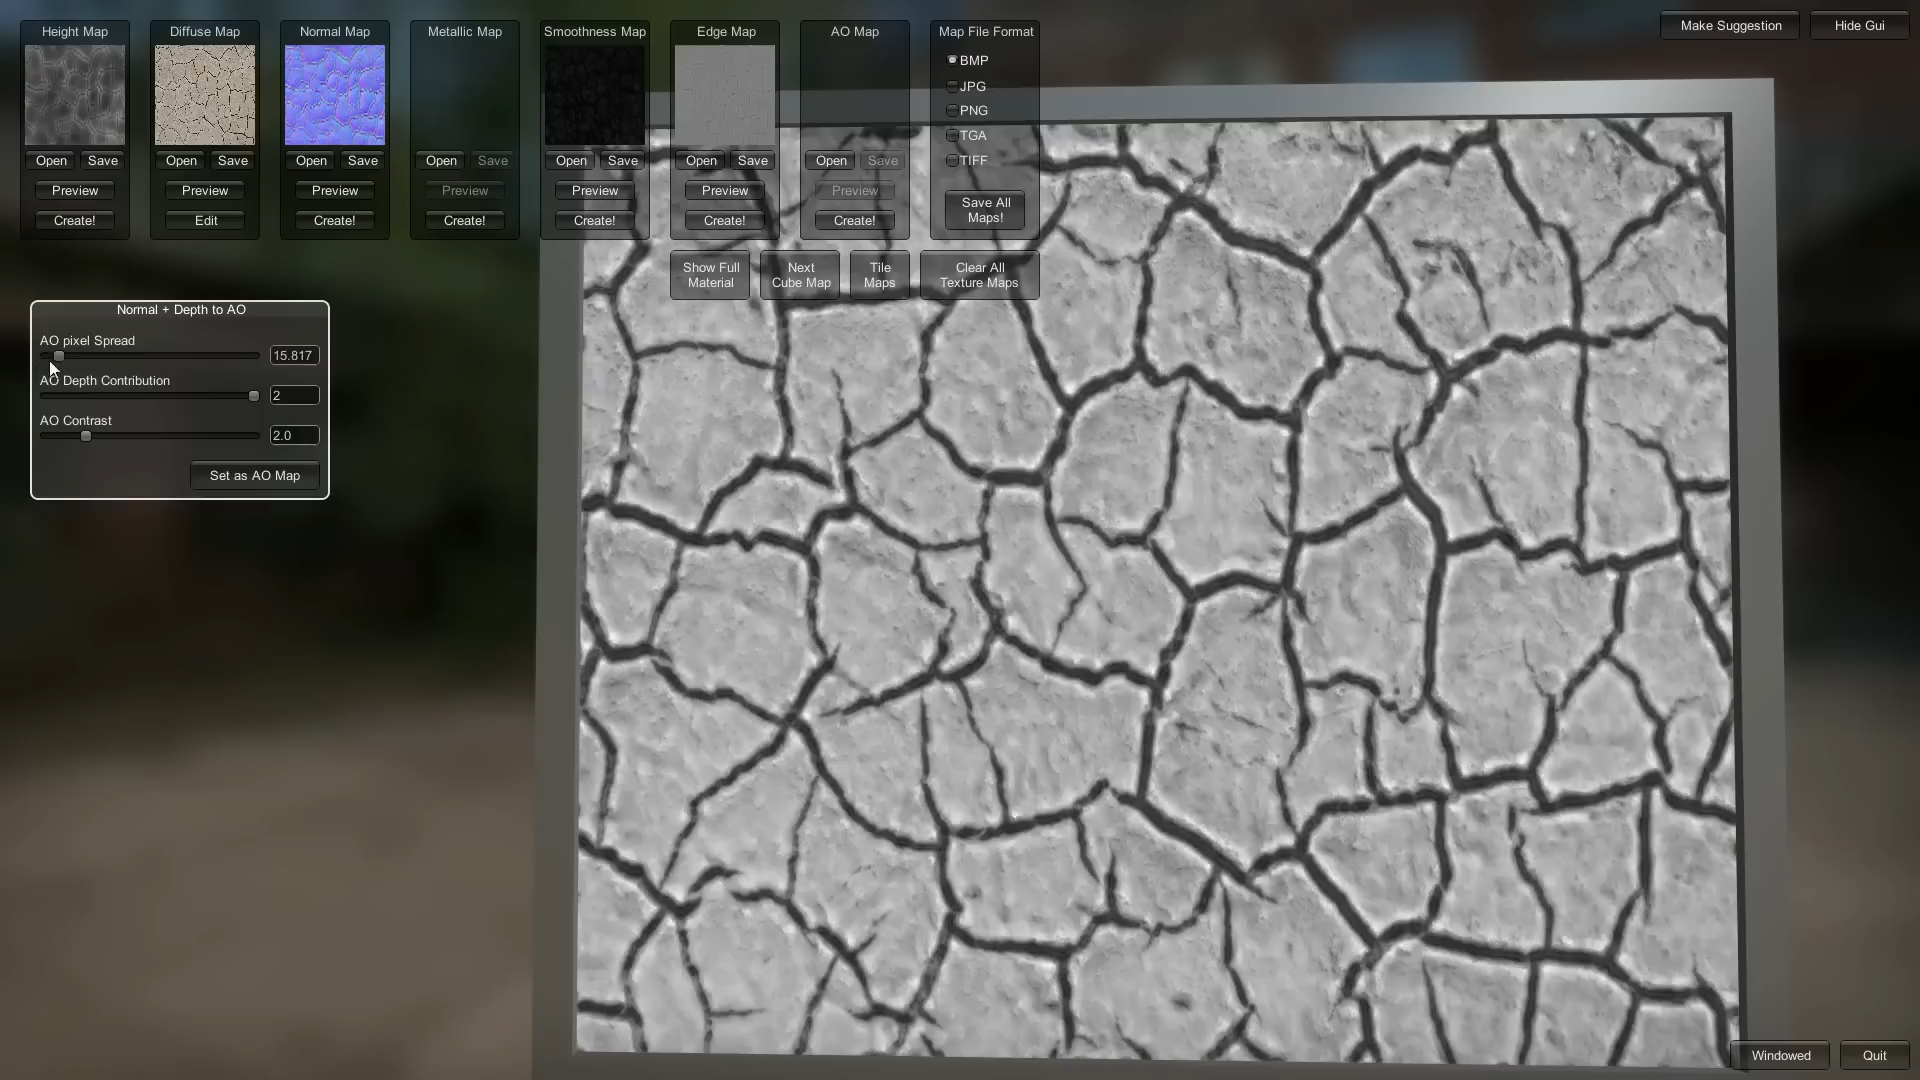 Height Map
Open Save
Preview
Create!
Diffuse Map
Open Save
Preview
Edit
Normal Map
Open Save
Preview
Create!
Metallic Map
Open Save
Preview
Create!
Smoothness Map
Open Save
Preview
Create!
Edge Map
Open Save
Preview
Create!
AO Map
Open Save
Preview
Create!
Map File Format
BMP
JPG
PNG
TGA
TIFF
Save All
Maps!
Make Suggestion
Hide Gui
Show Full
Material
Next
Cube Map
Tile
Maps
Clear All
Texture Maps
Normal + Depth to AO
AO pixel Spread
15.817
AO Depth Contribution
2
AO Contrast
2.0
Set as AO Map
Windowed
Quit